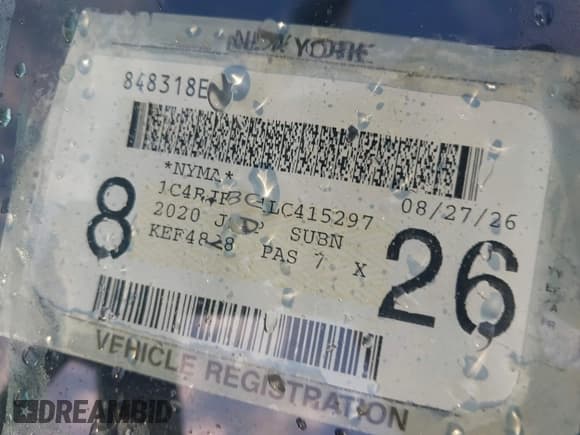 NEW YORK
848318E
*NYMA*
08/27/26
2020 SUBN
PAS 7 X
8
26
VEHICLE REGISTRATION
DREAMBID